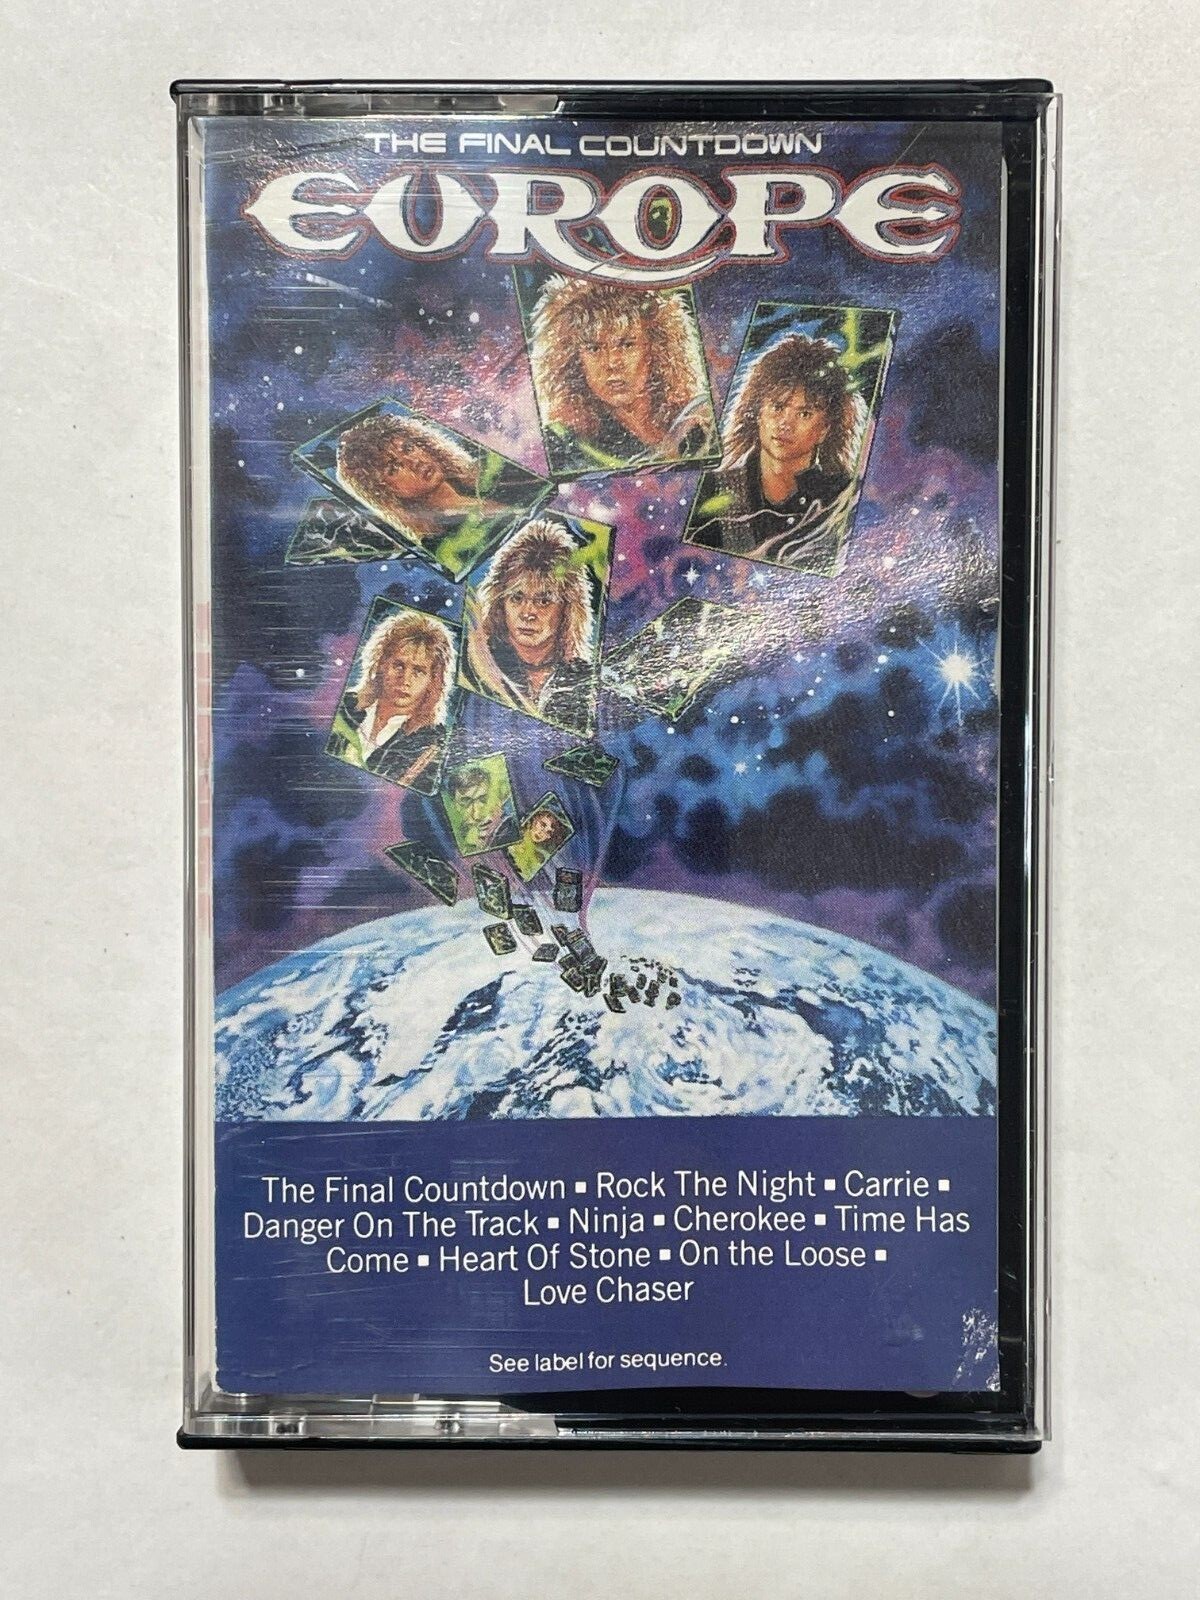 THE FINAL COUNTDOWN
EUROPE
The Final Countdown ▪ Rock The Night ▪ Carrie ▪
Danger On The Track ▪ Ninja ▪ Cherokee ▪ Time Has
Come ▪ Heart Of Stone ▪ On the Loose ▪
Love Chaser
See label for sequence.